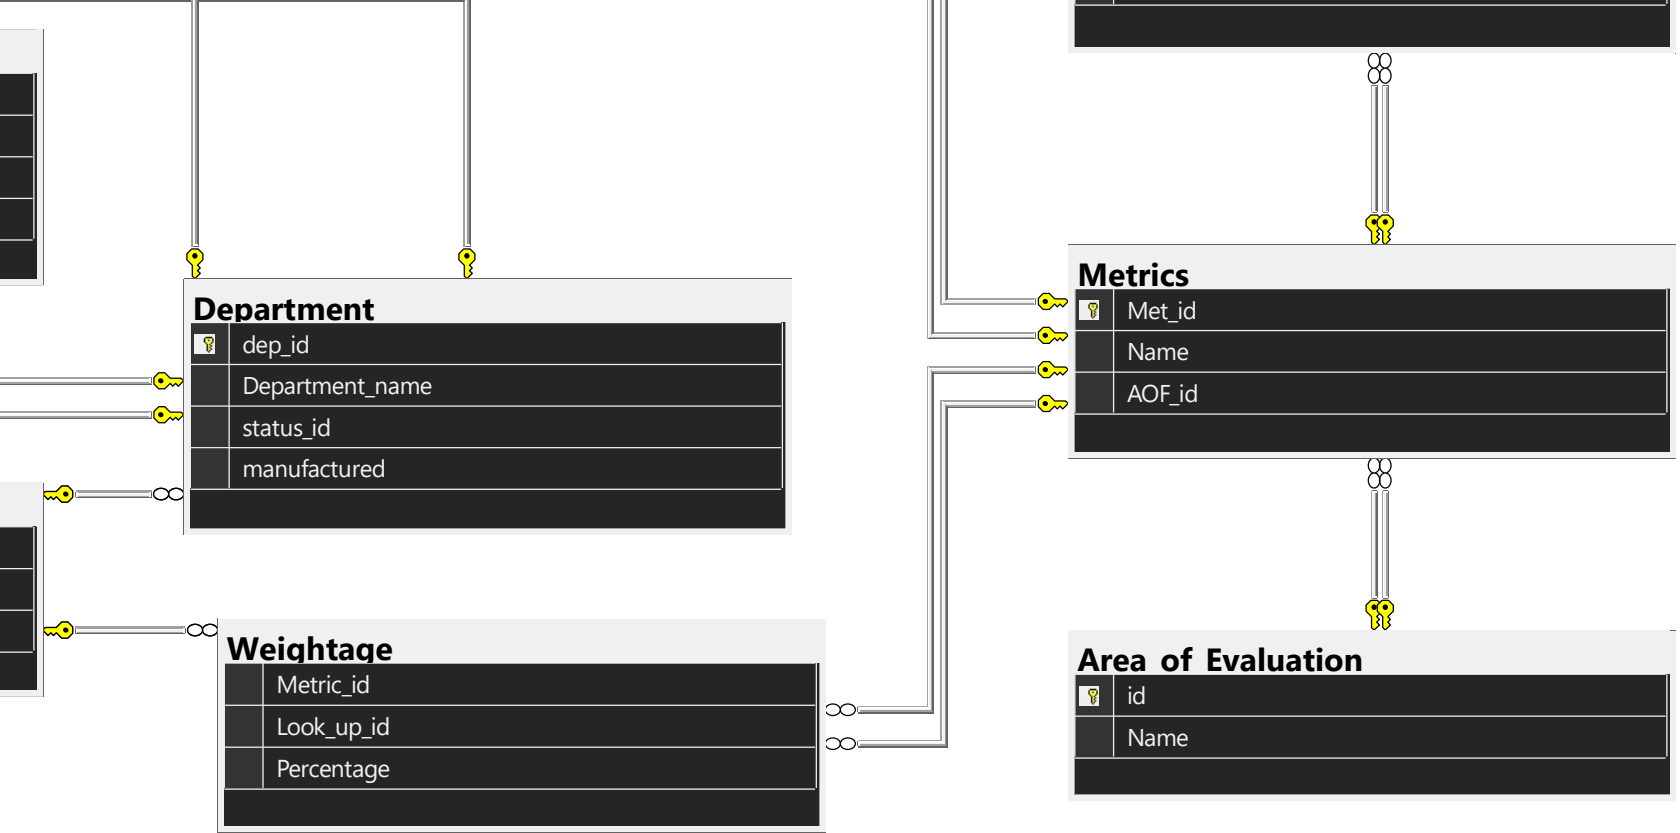 Department
dep_id
Department_name
status_id
manufactured
Metrics
Met_id
Name
AOF_id
Weightage
Metric_id
Look_up_id
Percentage
Area of Evaluation
id
Name